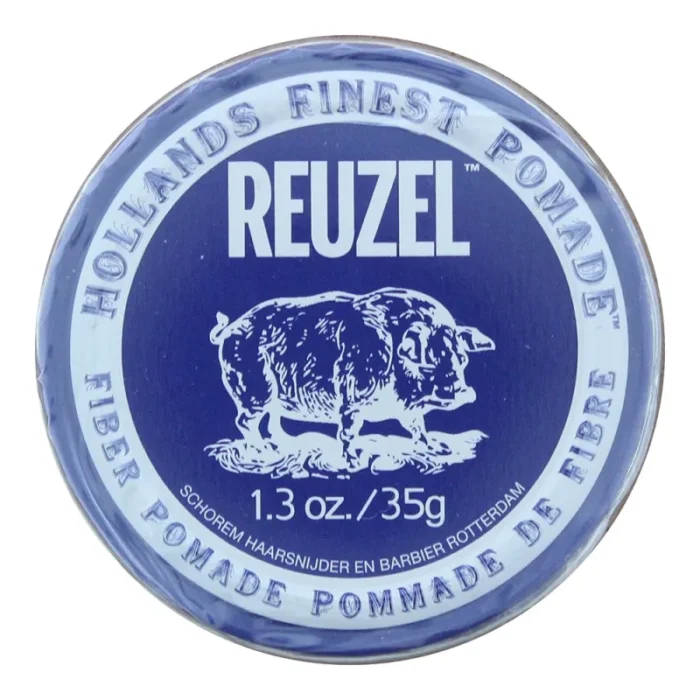 HOLLANDS FINEST POMADE™
REUZEL™
1.3 oz./35g
SCHOREM HAARSNIJDER EN BARBIER ROTTERDAM
FIBER POMADE POMMADE DE FIBRE